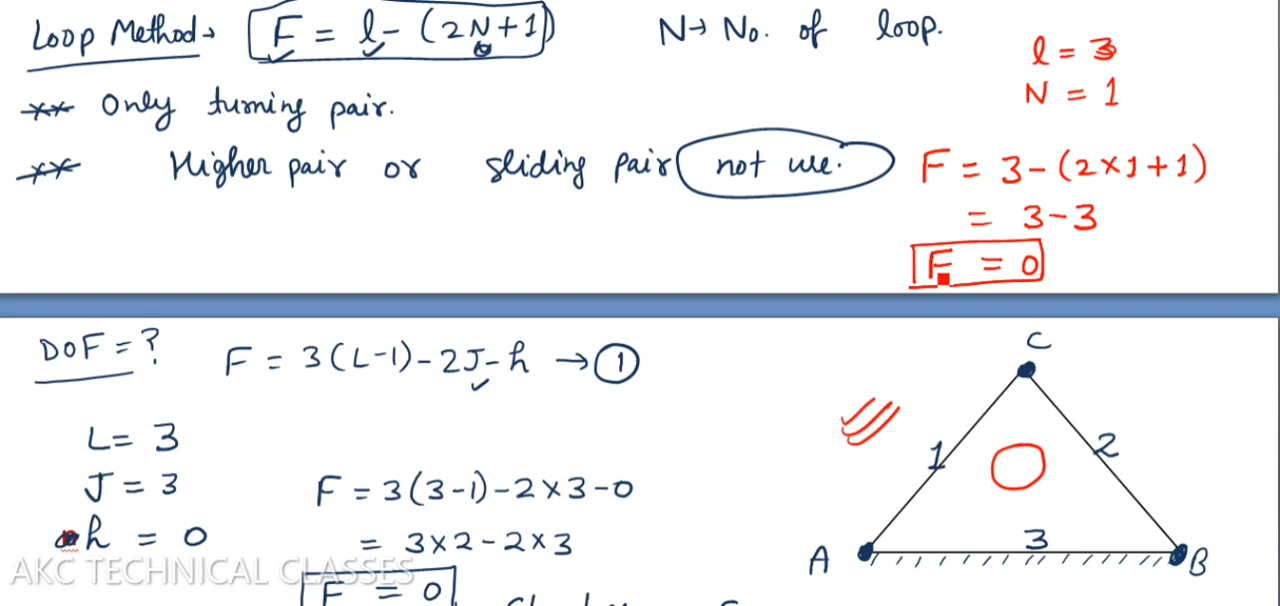 Loop Method→ F = l - (2N+1) N→ No. of loop.
** Only turning pair.
** Higher pair or sliding pair not use.
l = 3
N = 1
F = 3-(2×1+1)
= 3-3
F = 0
DOF = ? F = 3(L-1)-2J-h → 1
L= 3
J = 3
h = 0
F = 3(3-1)-2×3-0
= 3×2-2×3
F = 0
C
1 2
A 3 B
AKC TECHNICAL CLASSES